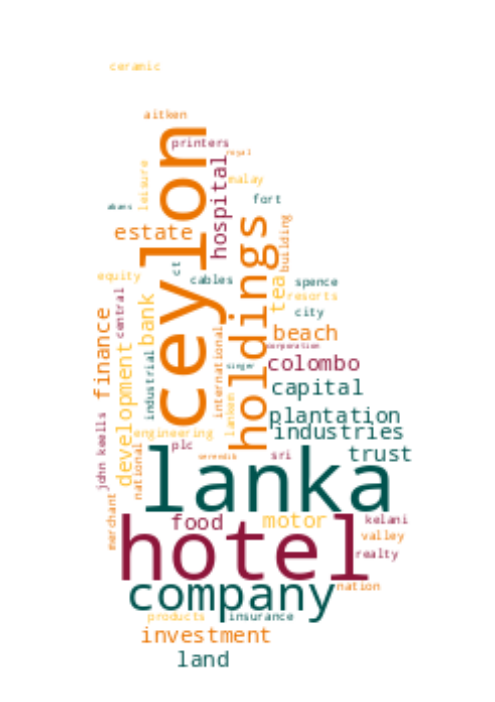 ceramic
aitken
printers
royal
ceylon
hospital
leisure
malay
abans
fort
estate
holdings
building
ct
equity
cables
tea
spence
resorts
central
bank
city
finance
beach
international
corporation
development
industrial
singer
colombo
capital
lankem
plantation
john keells
engineering
industries
plc
national
serendib
sri
trust
lanka
merchant
hotel
food
motor
kelani
valley
realty
company
nation
products
insurance
investment
land